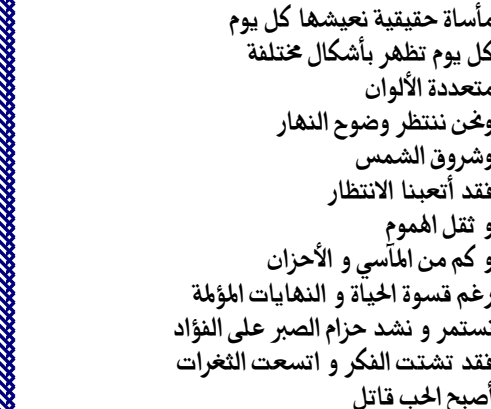 مأساة حقيقية نعيشها كل يوم
كل يوم تظهر بأشكال مختلفة
متعددة الألوان
ونحن ننتظر وضوح النهار
وشروق الشمس
فقد أتعبنا الانتظار
و ثقل الهموم
و كم من المآسي و الأحزان
رغم قسوة الحياة و النهايات المؤلمة
تستمر و نشد حزام الصبر على الفؤاد
فقد تشتت الفكر و اتسعت الثغرات
أصبح الحب قاتل